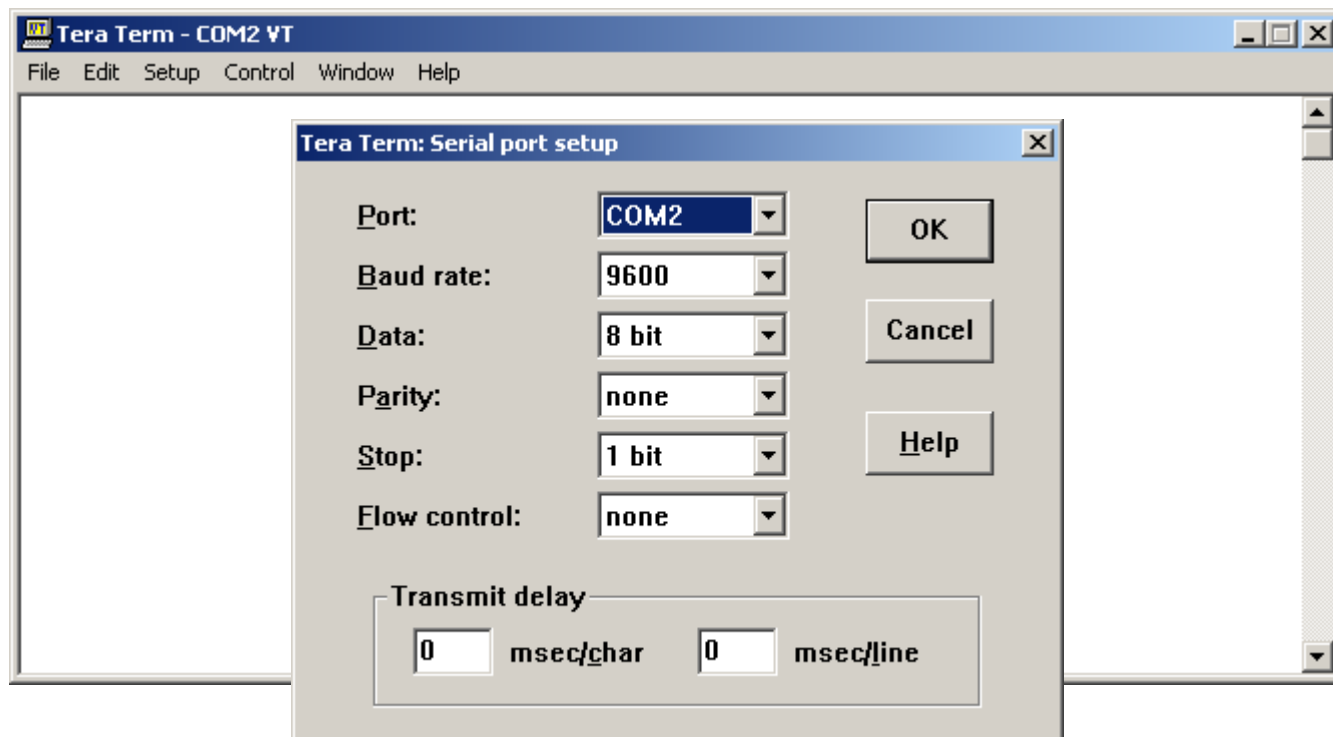 Tera Term - COM2 VT
File Edit Setup Control Window Help
Tera Term: Serial port setup
Port: COM2
OK
Baud rate: 9600
Data: 8 bit
Cancel
Parity: none
Stop: 1 bit
Help
Flow control: none
Transmit delay
0 msec/char 0 msec/line